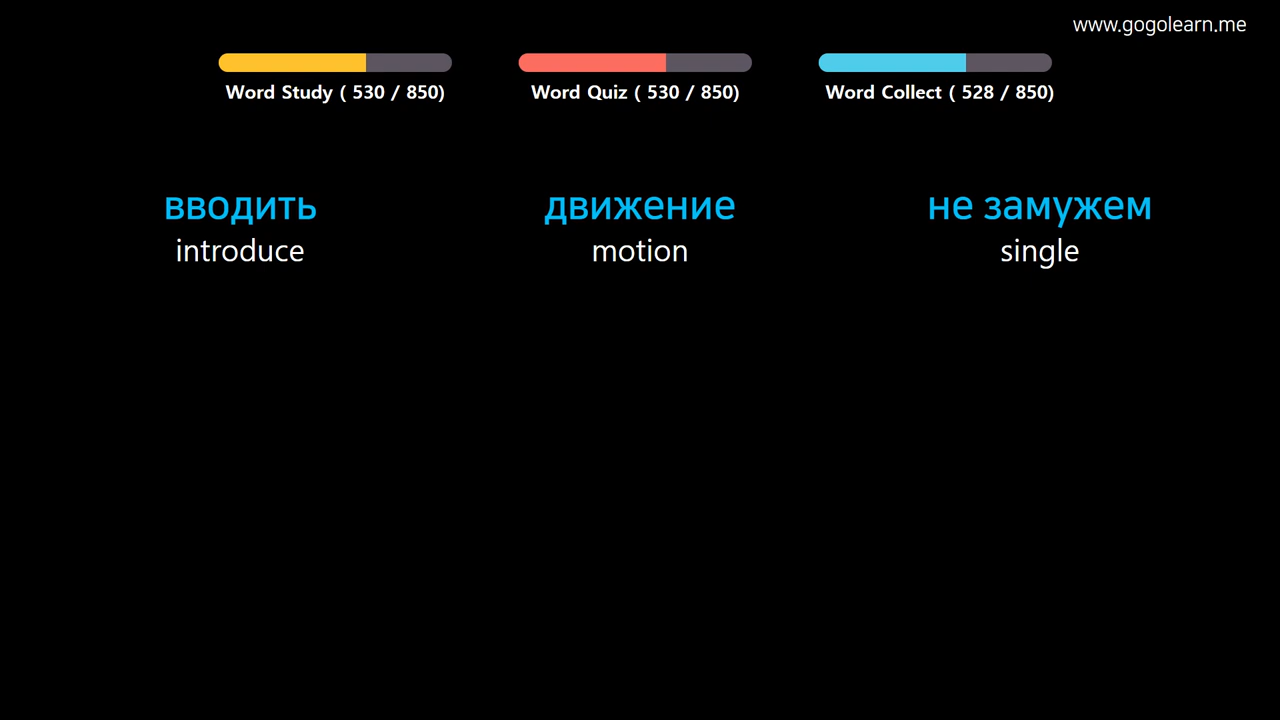 www.gogolearn.me
Word Study ( 530 / 850)
Word Quiz ( 530 / 850)
Word Collect ( 528 / 850)
вводить
introduce
движение
motion
не замужем
single